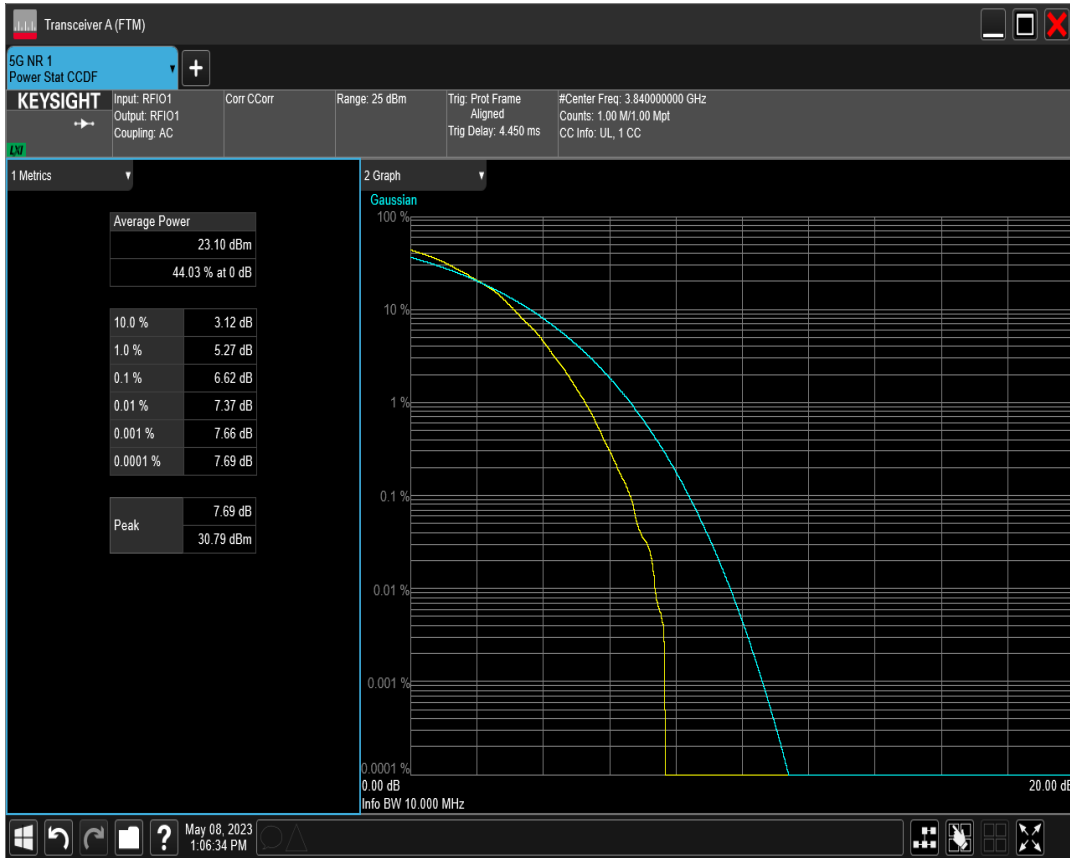 Transceiver A (FTM)
5G NR 1
Power Stat CCDF
+
KEYSIGHT
LXI
Input: RFIO1
Output: RFIO1
Coupling: AC
Corr CCorr
Range: 25 dBm
Trig: Prot Frame
Aligned
Trig Delay: 4.450 ms
#Center Freq: 3.840000000 GHz
Counts: 1.00 M/1.00 Mpt
CC Info: UL, 1 CC
1 Metrics
Average Power
23.10 dBm
44.03 % at 0 dB
10.0 % 3.12 dB
1.0 % 5.27 dB
0.1 % 6.62 dB
0.01 % 7.37 dB
0.001 % 7.66 dB
0.0001 % 7.69 dB
Peak
7.69 dB
30.79 dBm
2 Graph
Gaussian
100 %
10 %
1 %
0.1 %
0.01 %
0.001 %
0.0001 %
0.00 dB 20.00 dB
Info BW 10.000 MHz
?
May 08, 2023
1:06:34 PM